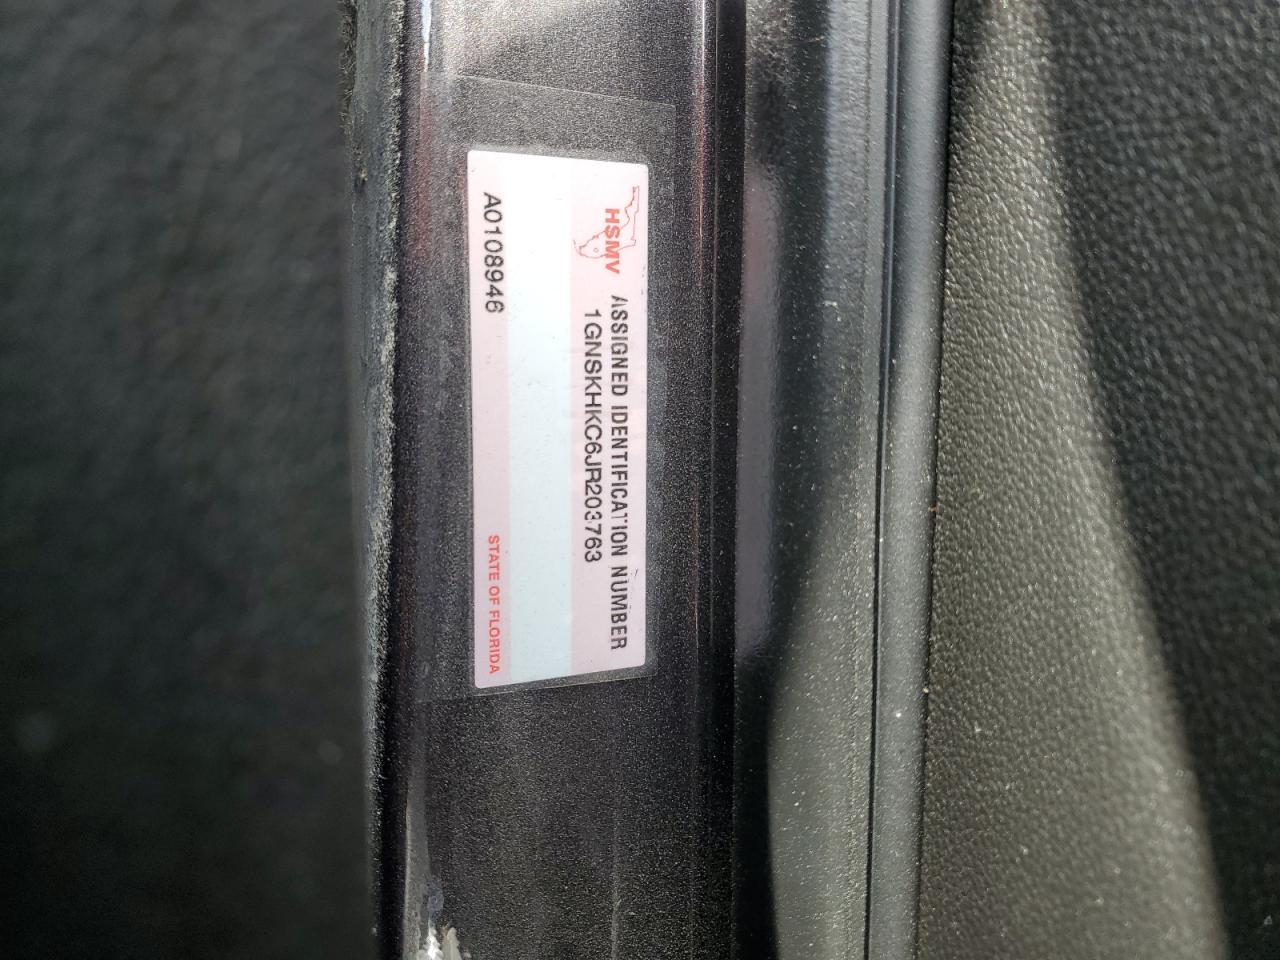 HSMV
ASSIGNED IDENTIFICATION NUMBER
1GNSKHKC6JR203763
A0108946
STATE OF FLORIDA